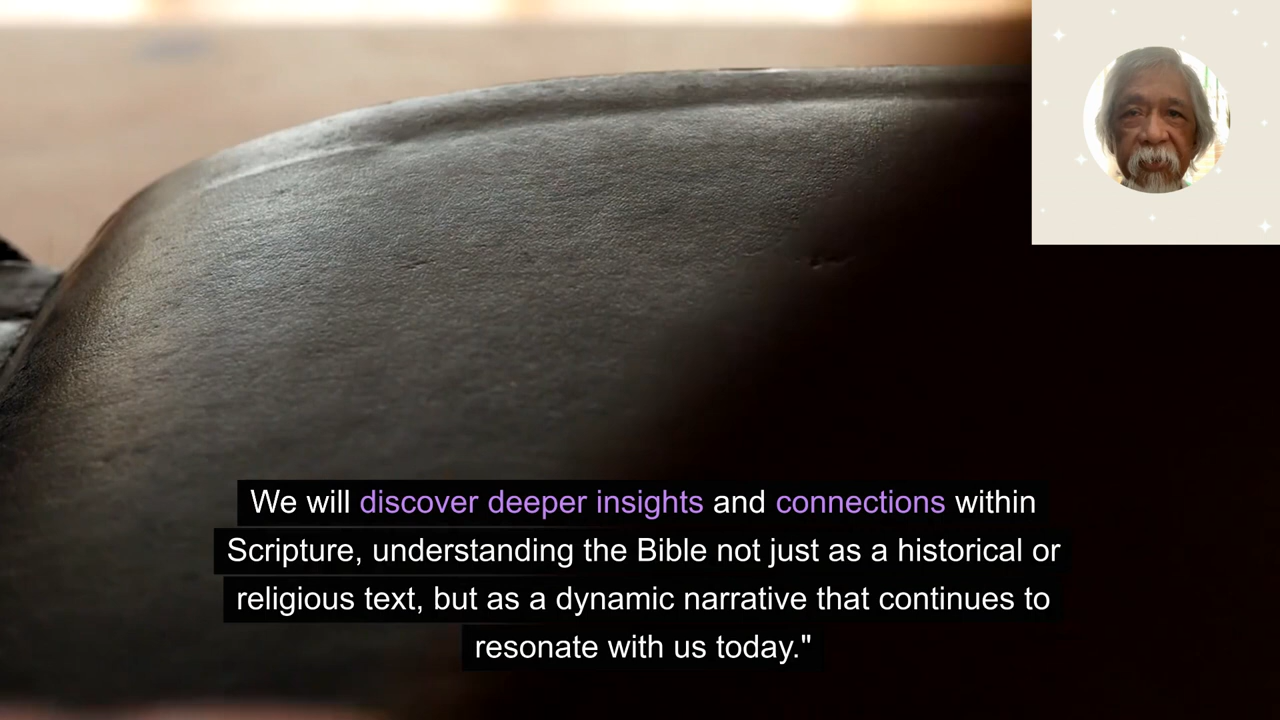 We will discover deeper insights and connections within
Scripture, understanding the Bible not just as a historical or
religious text, but as a dynamic narrative that continues to
resonate with us today."